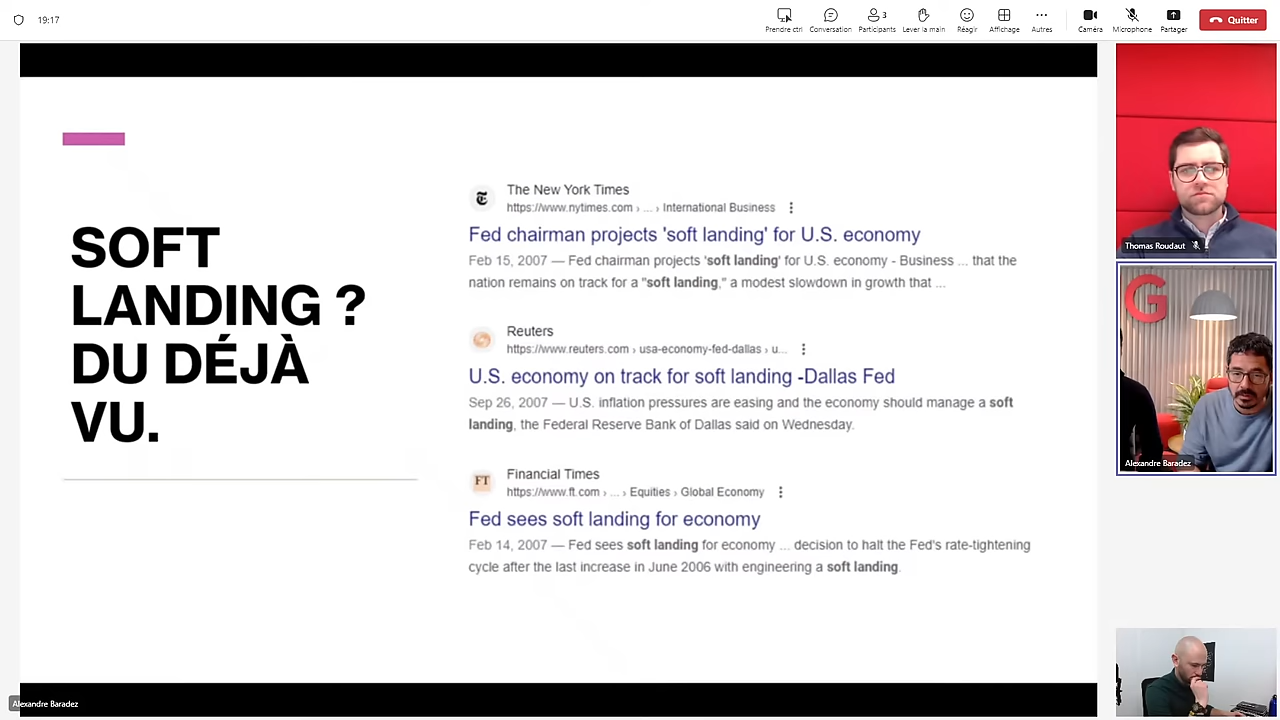 19:17
Prendre ctrl
Conversation
3
Participants
Lever la main
Réagir
Affichage
Autres
Caméra
Microphone
Partager
Quitter
SOFT
LANDING ?
DU DÉJÀ
VU.
The New York Times
https://www.nytimes.com › ... › International Business
Fed chairman projects 'soft landing' for U.S. economy
Feb 15, 2007 — Fed chairman projects 'soft landing' for U.S. economy - Business ... that the
nation remains on track for a "soft landing," a modest slowdown in growth that ...
Reuters
https://www.reuters.com › usa-economy-fed-dallas › u...
U.S. economy on track for soft landing -Dallas Fed
Sep 26, 2007 — U.S. inflation pressures are easing and the economy should manage a soft
landing, the Federal Reserve Bank of Dallas said on Wednesday.
FT
Financial Times
https://www.ft.com › ... › Equities › Global Economy
Fed sees soft landing for economy
Feb 14, 2007 — Fed sees soft landing for economy ... decision to halt the Fed's rate-tightening
cycle after the last increase in June 2006 with engineering a soft landing.
Thomas Roudaut
G
Alexandre Baradez
Alexandre Baradez